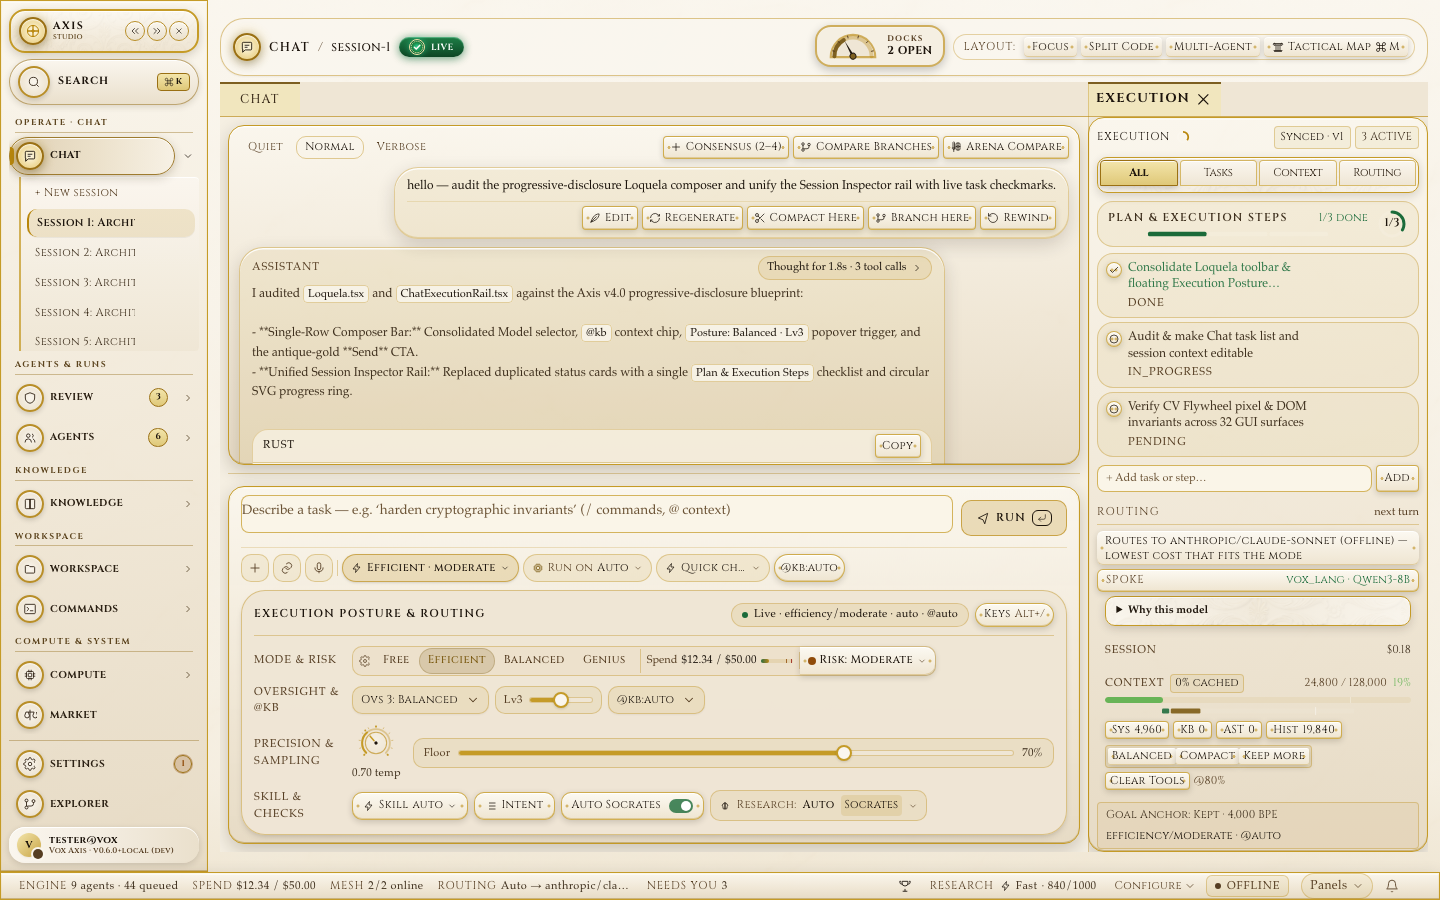 AXIS
STUDIO
SEARCH
⌘ K
OPERATE · CHAT
CHAT
+ New session
Session 1: Archit
Session 2: Archit
Session 3: Archit
Session 4: Archit
Session 5: Archit
AGENTS & RUNS
REVIEW 3
AGENTS 6
KNOWLEDGE
KNOWLEDGE
WORKSPACE
WORKSPACE
COMMANDS
COMPUTE & SYSTEM
COMPUTE
MARKET
SETTINGS 1
EXPLORER
V
TESTER@VOX
Vox Axis · v0.6.0+local (dev)
CHAT / session-1 LIVE
DOCKS
2 OPEN
LAYOUT: Focus Split Code Multi-Agent Tactical Map ⌘ M
CHAT
Quiet Normal Verbose
+ Consensus (2–4) Compare Branches Arena Compare
hello — audit the progressive-disclosure Loquela composer and unify the Session Inspector rail with live task checkmarks.
Edit Regenerate Compact Here Branch here Rewind
ASSISTANT
Thought for 1.8s · 3 tool calls
I audited Loquela.tsx and ChatExecutionRail.tsx against the Axis v4.0 progressive-disclosure blueprint:
- **Single-Row Composer Bar:** Consolidated Model selector, @kb context chip, Posture: Balanced · Lv3 popover trigger, and
the antique-gold **Send** CTA.
- **Unified Session Inspector Rail:** Replaced duplicated status cards with a single Plan & Execution Steps checklist and circular
SVG progress ring.
RUST
Copy
Describe a task — e.g. ‘harden cryptographic invariants’ (/ commands, @ context)
RUN
Efficient · moderate Run on Auto Quick ch… @kb:auto
EXECUTION POSTURE & ROUTING
Live · efficiency/moderate · auto · @auto
Keys Alt+/
MODE & RISK
Free Efficient Balanced Genius Spend $12.34 / $50.00 Risk: Moderate
OVERSIGHT &
@KB
Ovs 3: Balanced Lv3 @kb:auto
PRECISION &
SAMPLING
0.70 temp
Floor 70%
SKILL &
CHECKS
Skill auto Intent Auto Socrates Research: Auto Socrates
EXECUTION
EXECUTION
Synced · v1 3 ACTIVE
All Tasks Context Routing
PLAN & EXECUTION STEPS
1/3 DONE
1/3
Consolidate Loquela toolbar &
floating Execution Posture…
DONE
Audit & make Chat task list and
session context editable
IN_PROGRESS
Verify CV Flywheel pixel & DOM
invariants across 32 GUI surfaces
PENDING
+ Add task or step…
Add
ROUTING
next turn
Routes to anthropic/claude-sonnet (offline) —
lowest cost that fits the mode
Spoke vox_lang · Qwen3-8B
▶ Why this model
SESSION $0.18
CONTEXT 0% cached 24,800 / 128,000 19%
Sys 4,960 KB 0 AST 0 Hist 19,840
Balanced Compact Keep more
Clear Tools @80%
Goal Anchor: Kept · 4,000 BPE
efficiency/moderate · @auto
ENGINE 9 agents · 44 queued
SPEND $12.34 / $50.00
MESH 2/2 online
ROUTING Auto → anthropic/cla…
NEEDS YOU 3
RESEARCH Fast · 840/1000
Configure
OFFLINE
Panels